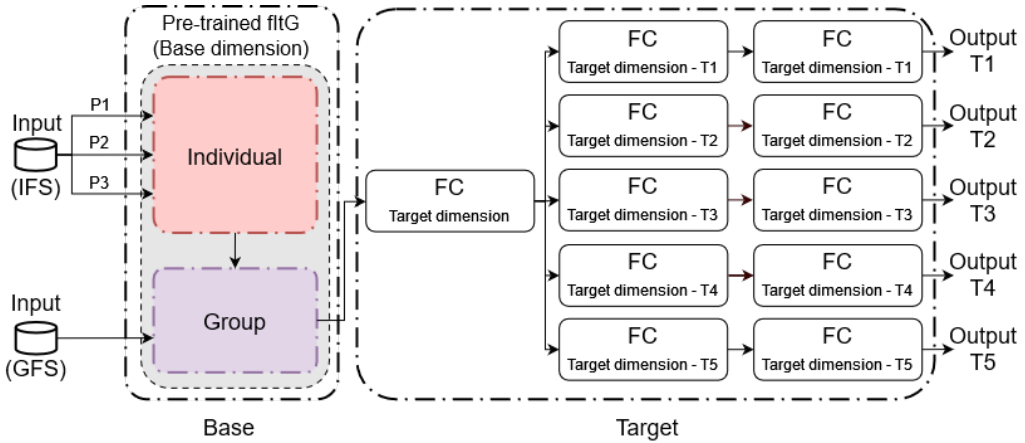 Pre-trained fltG
(Base dimension)
Input
(IFS)
P1
P2
P3
Individual
Input
(GFS)
Group
Base
FC
Target dimension
FC
Target dimension - T1
FC
Target dimension - T1
Output
T1
FC
Target dimension - T2
FC
Target dimension - T2
Output
T2
FC
Target dimension - T3
FC
Target dimension - T3
Output
T3
FC
Target dimension - T4
FC
Target dimension - T4
Output
T4
FC
Target dimension - T5
FC
Target dimension - T5
Output
T5
Target